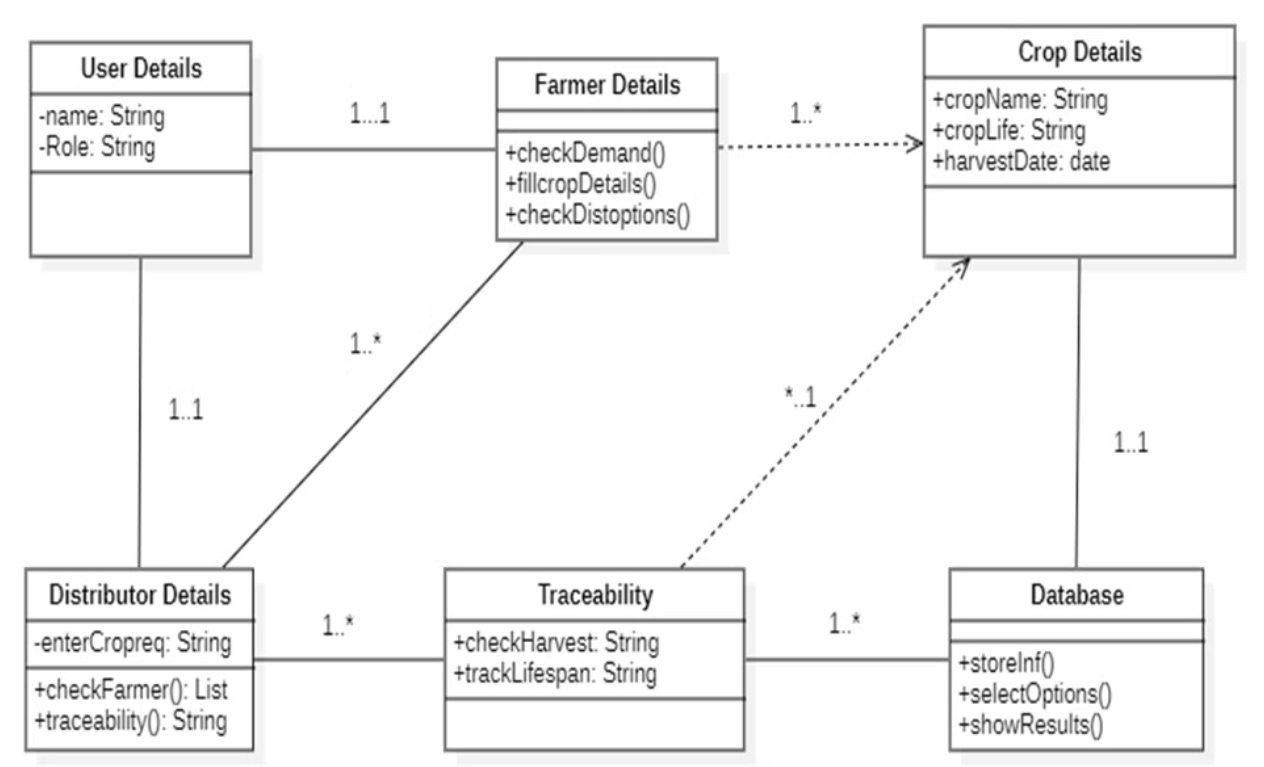 User Details
-name: String
-Role: String
1...1
Farmer Details
+checkDemand()
+fillcropDetails()
+checkDistoptions()
1..*
Crop Details
+cropName: String
+cropLife: String
+harvestDate: date
1..*
1..1
*..1
1..1
Distributor Details
-enterCropreq: String
+checkFarmer(): List
+traceability(): String
1..*
Traceability
+checkHarvest: String
+trackLifespan: String
1..*
Database
+storeInf()
+selectOptions()
+showResults()